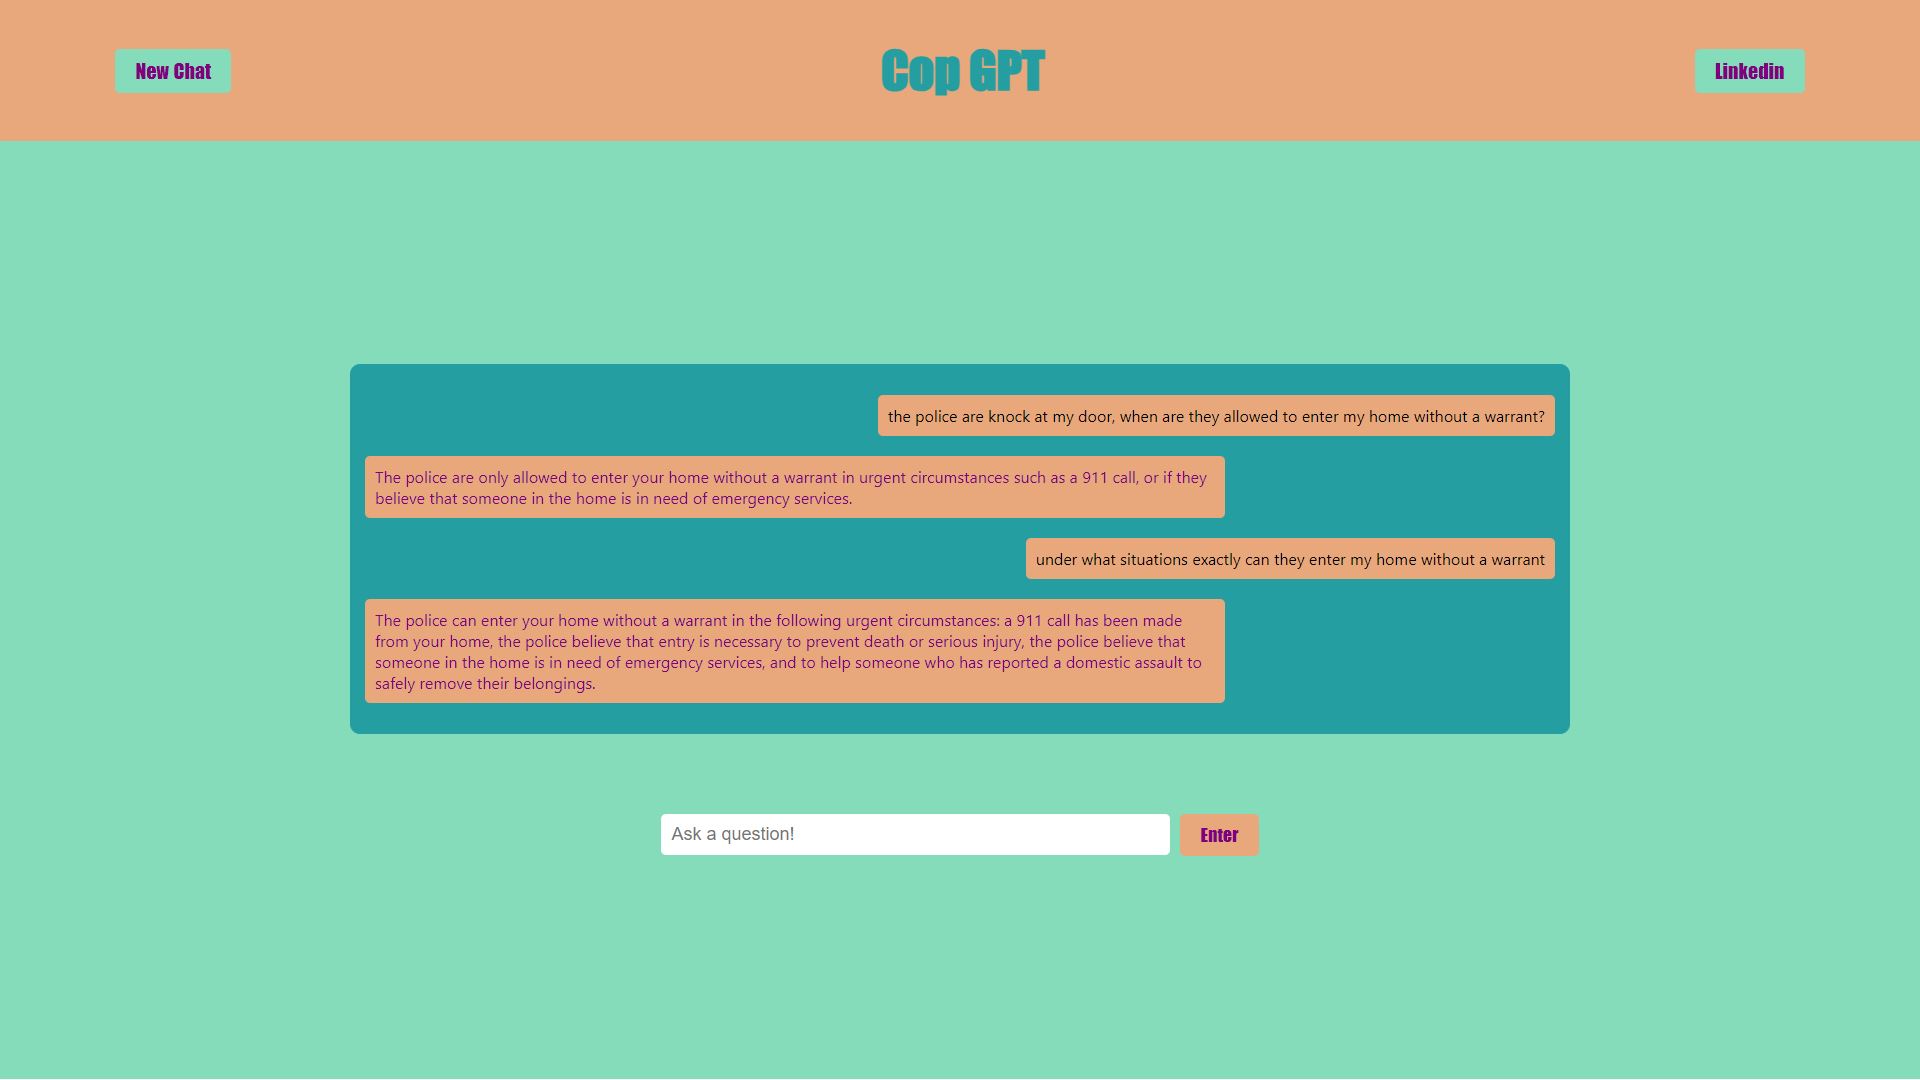 New Chat
Cop GPT
Linkedin
the police are knock at my door, when are they allowed to enter my home without a warrant?
The police are only allowed to enter your home without a warrant in urgent circumstances such as a 911 call, or if they
believe that someone in the home is in need of emergency services.
under what situations exactly can they enter my home without a warrant
The police can enter your home without a warrant in the following urgent circumstances: a 911 call has been made
from your home, the police believe that entry is necessary to prevent death or serious injury, the police believe that
someone in the home is in need of emergency services, and to help someone who has reported a domestic assault to
safely remove their belongings.
Ask a question!
Enter